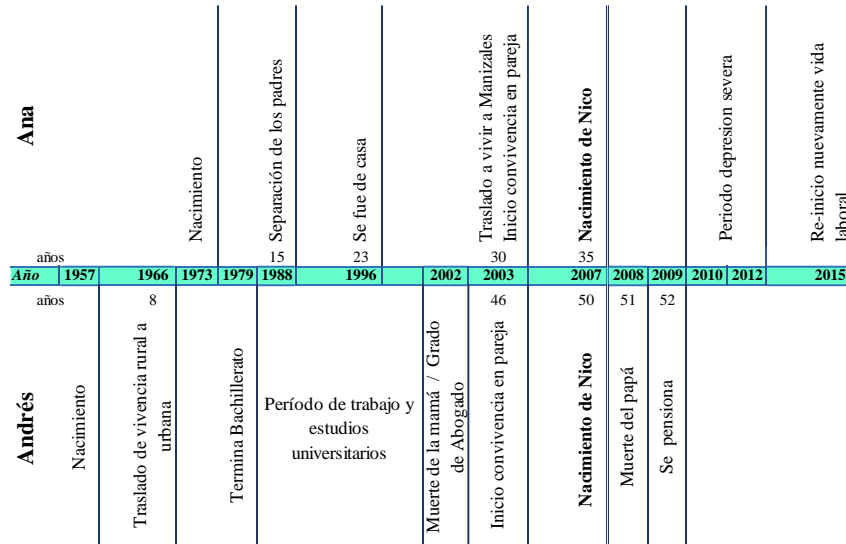 Ana
Nacimiento
Separación de los padres
Se fue de casa
Traslado a vivir a Manizales
Inicio convivencia en pareja
Nacimiento de Nico
Periodo depresion severa
Re-inicio nuevamente vida
laboral
años 15 23 30 35
Año 1957 1966 1973 1979 1988 1996 2002 2003 2007 2008 2009 2010 2012 2015
años 8 46 50 51 52
Andrés
Nacimiento
Traslado de vivencia rural a
urbana
Termina Bachillerato
Período de trabajo y
estudios
universitarios
Muerte de la mamá / Grado
de Abogado
Inicio convivencia en pareja
Nacimiento de Nico
Muerte del papá
Se pensiona